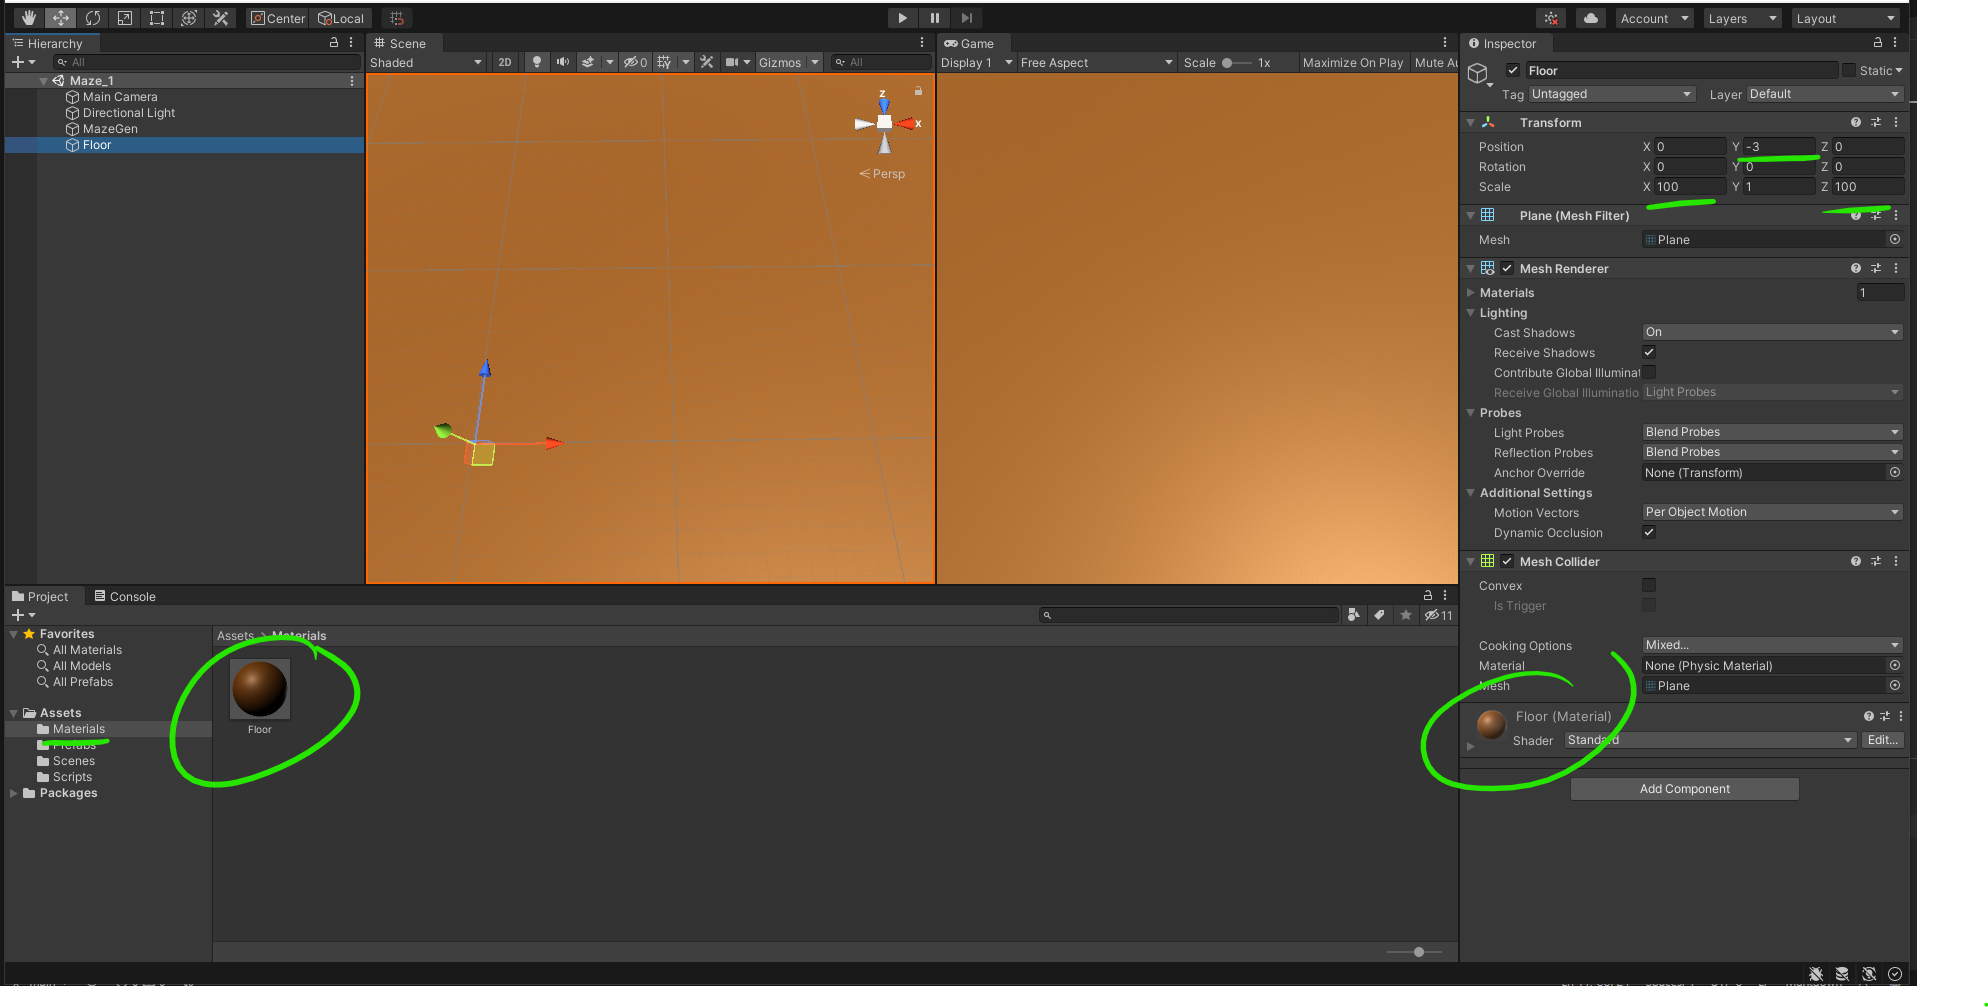 Center Local Account Layers Layout
Hierarchy
All
Maze_1
Main Camera
Directional Light
MazeGen
Floor
Scene
Shaded 2D 0 Gizmos All
z
x
Persp
Game
Display 1 Free Aspect Scale 1x Maximize On Play Mute Au
Inspector
Floor Static
Tag Untagged Layer Default
Transform
Position X 0 Y -3 Z 0
Rotation X 0 Y 0 Z 0
Scale X 100 Y 1 Z 100
Plane (Mesh Filter)
Mesh Plane
Mesh Renderer
Materials 1
Lighting
Cast Shadows On
Receive Shadows
Contribute Global Illuminat
Receive Global Illuminatio Light Probes
Probes
Light Probes Blend Probes
Reflection Probes Blend Probes
Anchor Override None (Transform)
Additional Settings
Motion Vectors Per Object Motion
Dynamic Occlusion
Mesh Collider
Convex
Is Trigger
Cooking Options Mixed...
Material None (Physic Material)
Mesh Plane
Floor (Material)
Shader Standard Edit...
Add Component
Project Console
11
Favorites
All Materials
All Models
All Prefabs
Assets
Materials
Prefabs
Scenes
Scripts
Packages
Assets > Materials
Floor